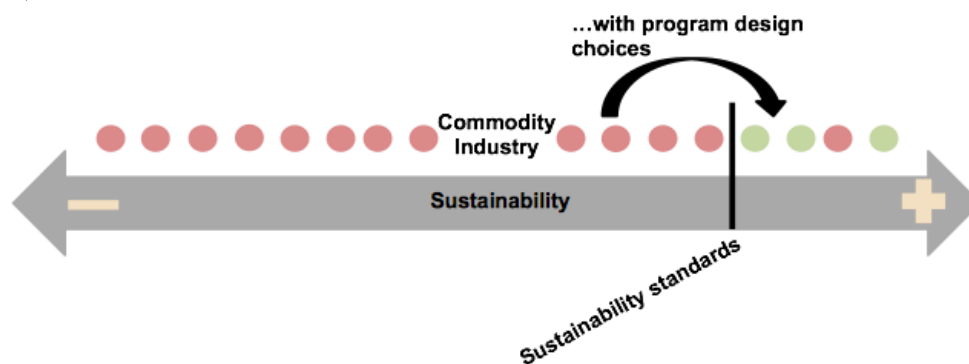 ...with program design
choices
Commodity
Industry
Sustainability
Sustainability standards